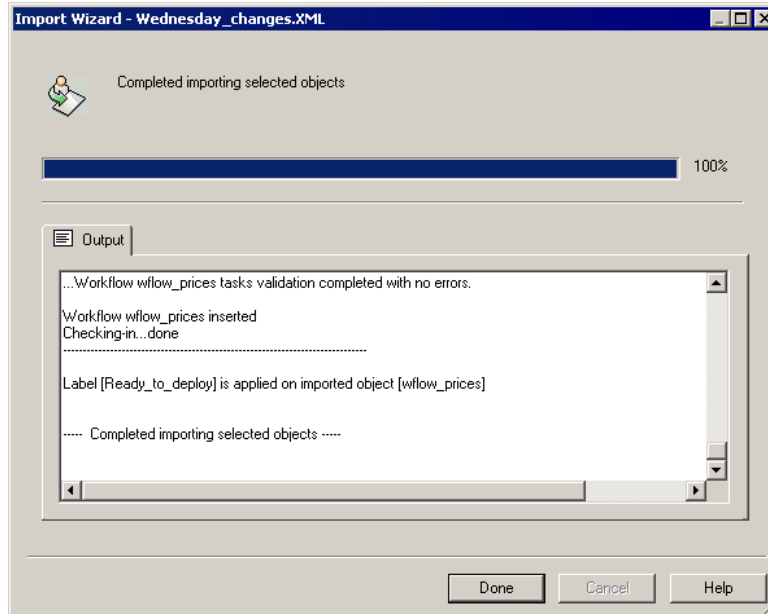 Import Wizard - Wednesday_changes.XML
Completed importing selected objects
100%
Output
...Workflow wflow_prices tasks validation completed with no errors.
Workflow wflow_prices inserted
Checking-in...done
--------------------------------------------------------------------------------
Label [Ready_to_deploy] is applied on imported object [wflow_prices]
----- Completed importing selected objects -----
Done
Cancel
Help